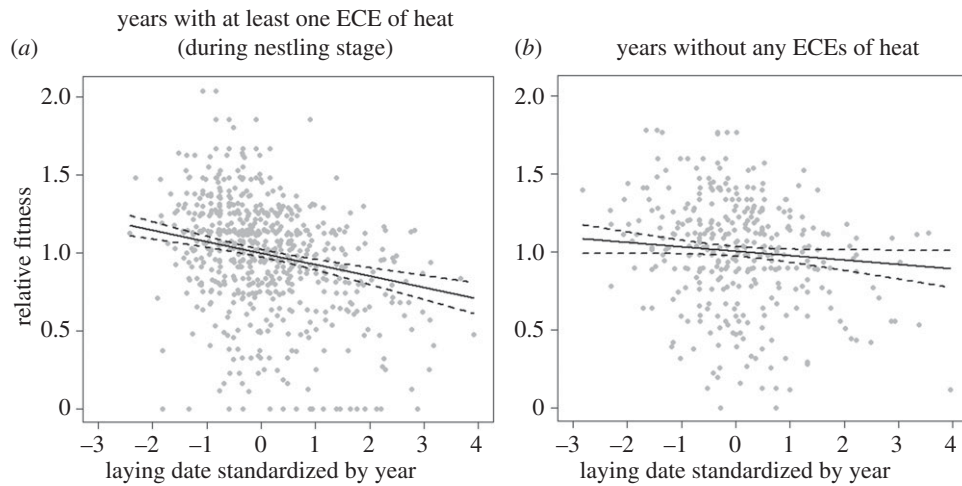 years with at least one ECE of heat
(a) (during nestling stage)
(b) years without any ECEs of heat
relative fitness
2.0
1.5
1.0
0.5
0
−3 −2 −1 0 1 2 3 4
laying date standardized by year
2.0
1.5
1.0
0.5
0
−3 −2 −1 0 1 2 3 4
laying date standardized by year